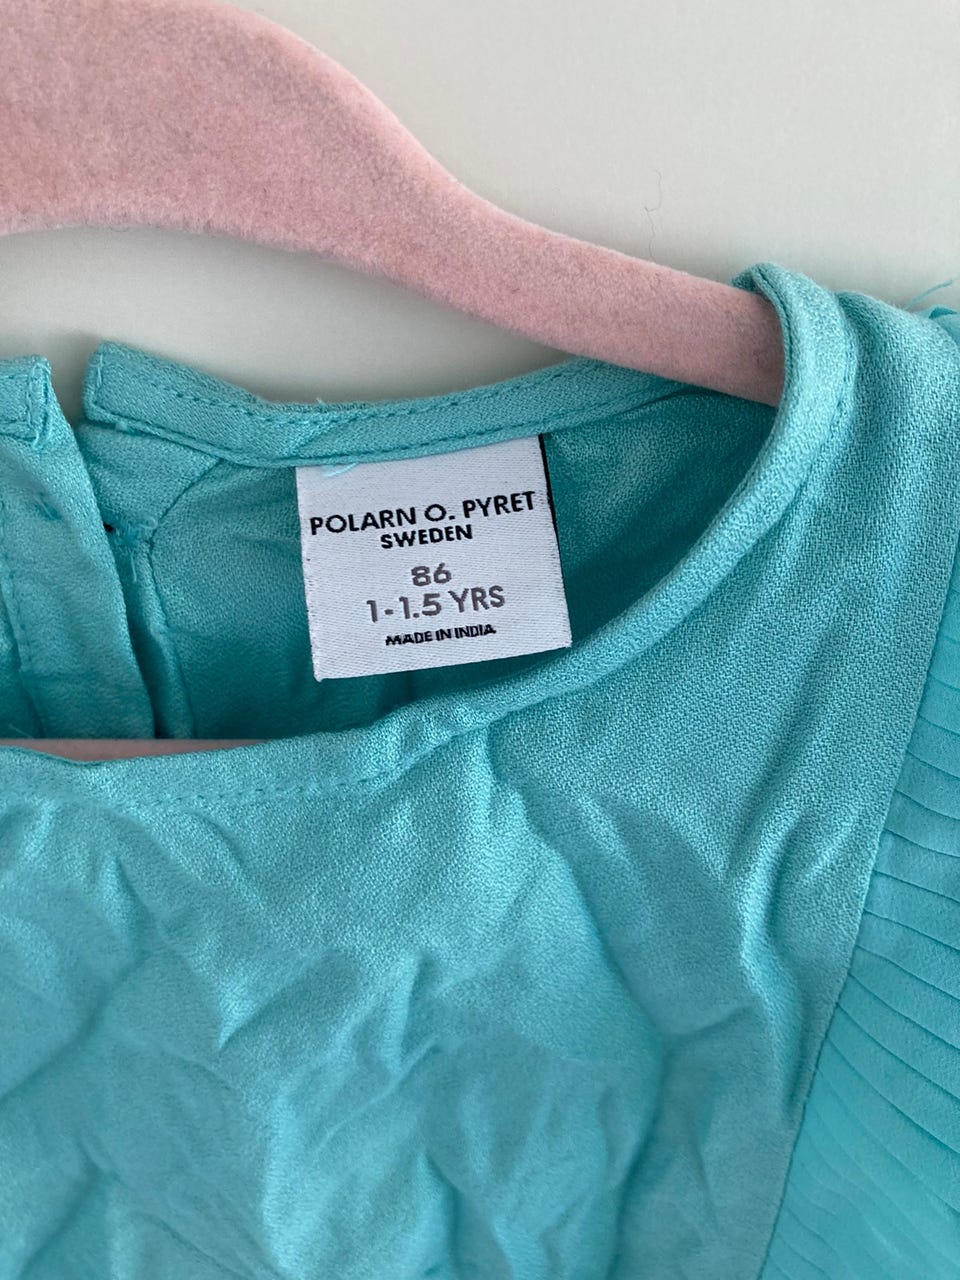 POLARN O. PYRET
SWEDEN
86
1-1.5 YRS
MADE IN INDIA